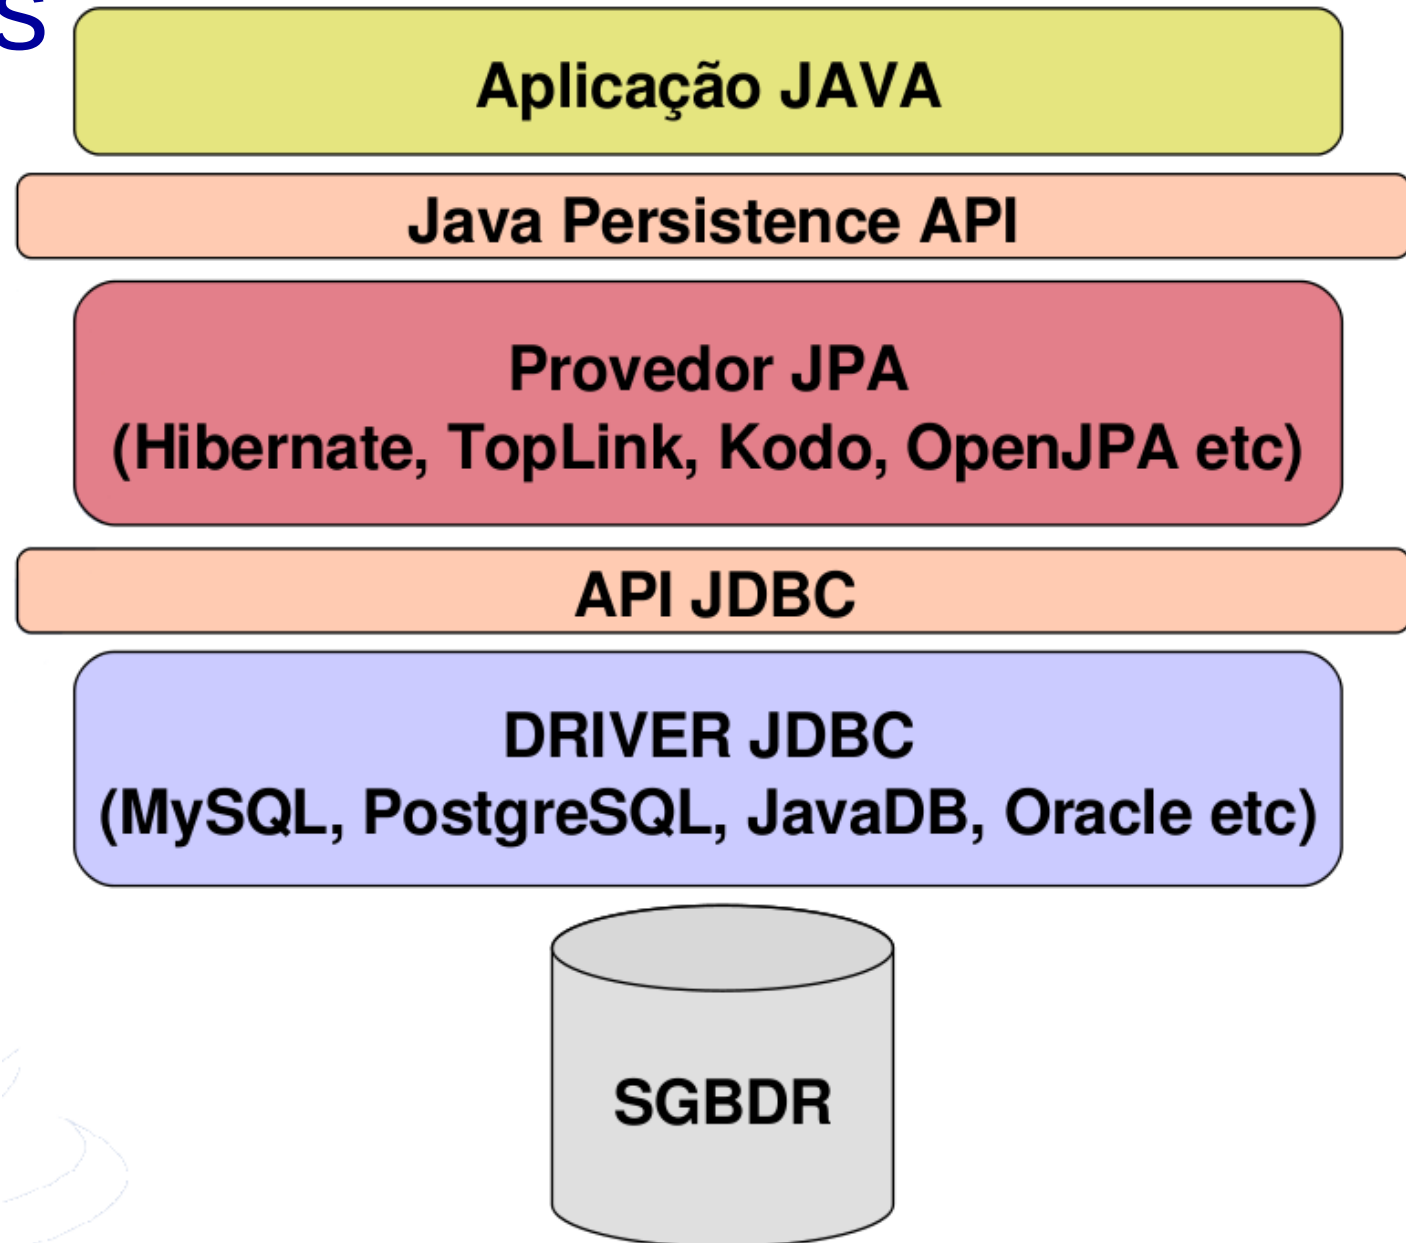 s
Aplicação JAVA
Java Persistence API
Provedor JPA
(Hibernate, TopLink, Kodo, OpenJPA etc)
API JDBC
DRIVER JDBC
(MySQL, PostgreSQL, JavaDB, Oracle etc)
SGBDR